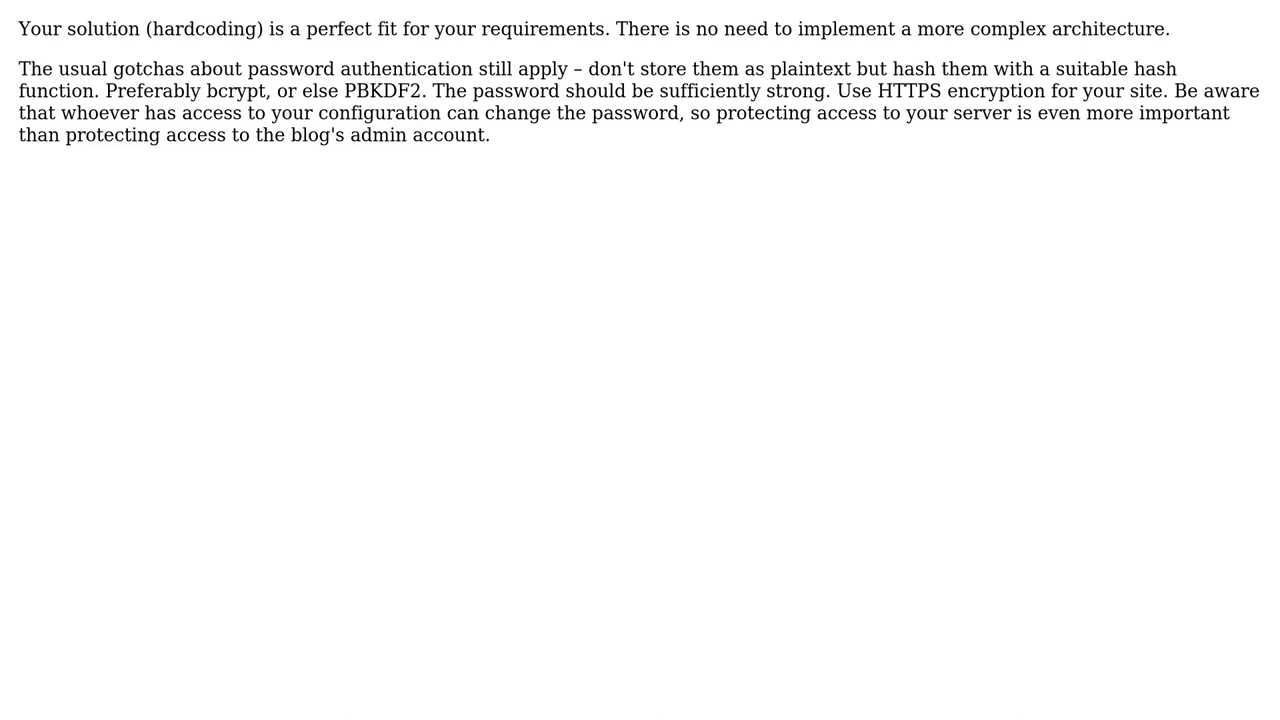 Your solution (hardcoding) is a perfect fit for your requirements. There is no need to implement a more complex architecture.
The usual gotchas about password authentication still apply – don't store them as plaintext but hash them with a suitable hash
function. Preferably bcrypt, or else PBKDF2. The password should be sufficiently strong. Use HTTPS encryption for your site. Be aware
that whoever has access to your configuration can change the password, so protecting access to your server is even more important
than protecting access to the blog's admin account.